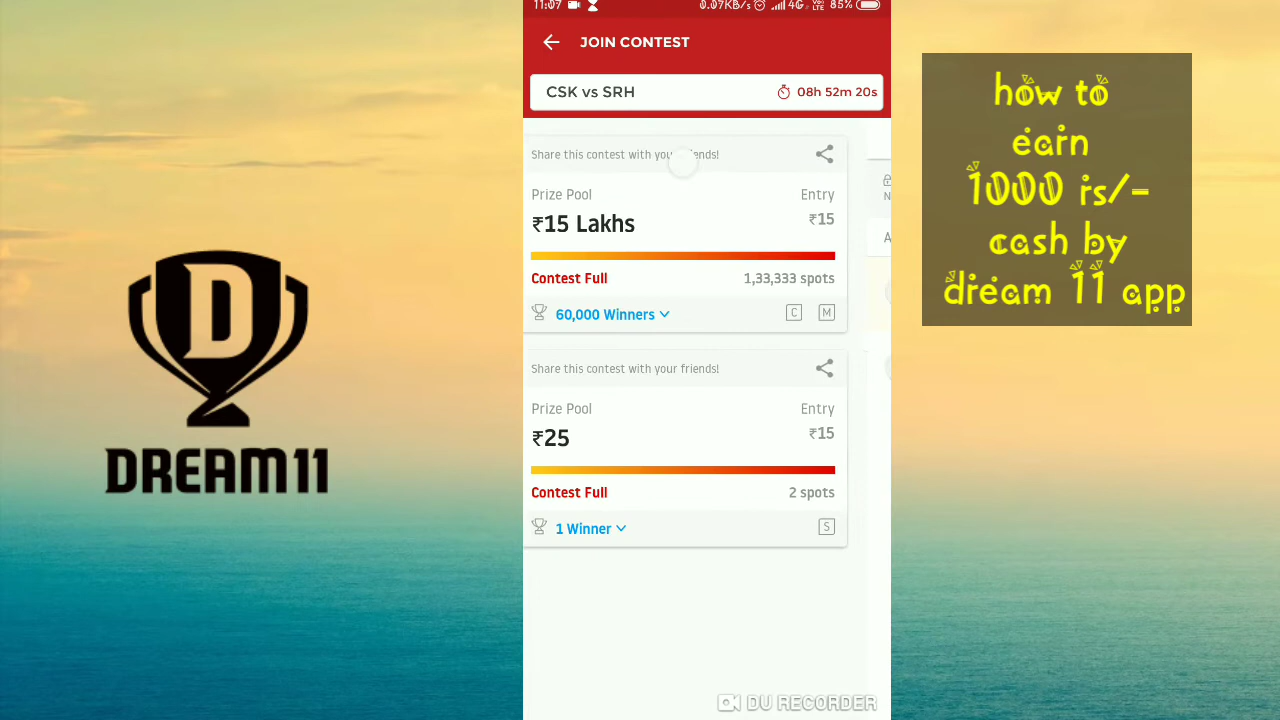 11:07 0.07KB/s 4G VoLTE 85%
JOIN CONTEST
CSK vs SRH 08h 52m 20s
Share this contest with your friends!
Prize Pool Entry
₹15 Lakhs ₹15
Contest Full 1,33,333 spots
60,000 Winners C M
Share this contest with your friends!
Prize Pool Entry
₹25 ₹15
Contest Full 2 spots
1 Winner S
N
A
DU RECORDER
D
DREAM11
how to
earn
1000 rs/-
cash by
dream 11 app